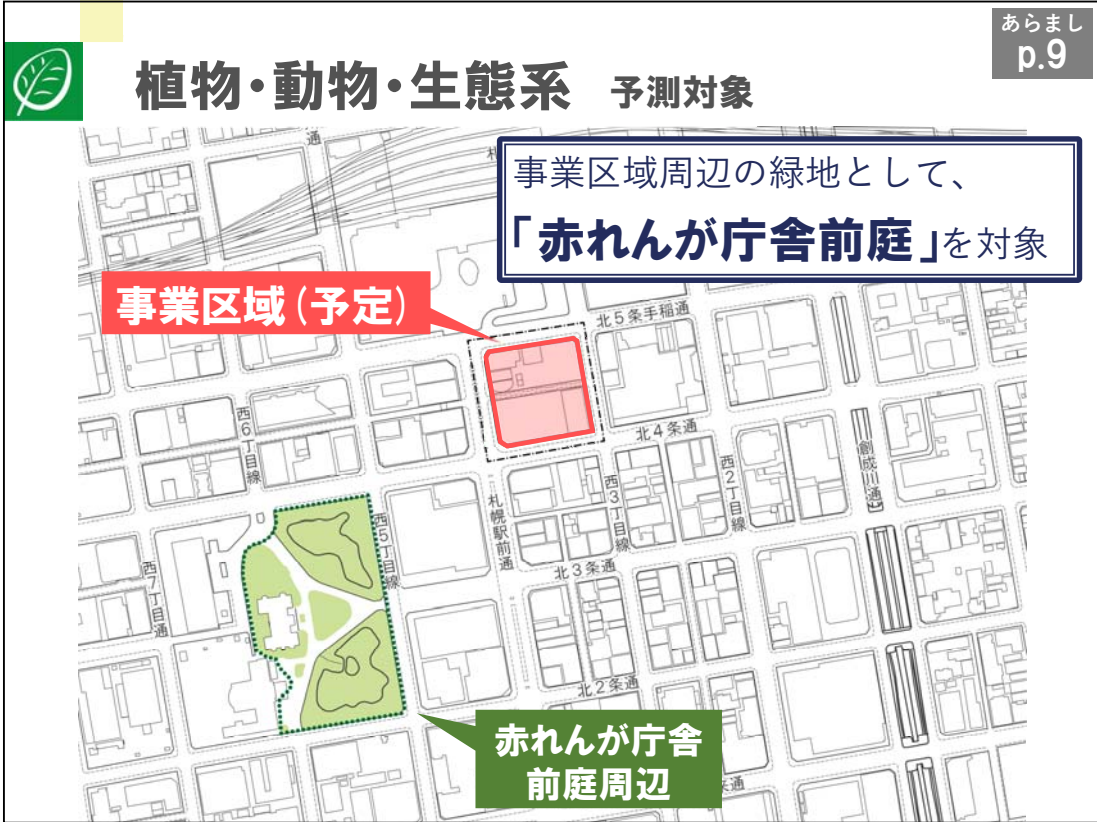 あらまし
p.9
植物・動物・生態系 予測対象
事業区域周辺の緑地として、
「赤れんが庁舎前庭」を対象
事業区域(予定)
北5条手稲通
北4条通
西6丁目線
西5丁目線
札幌駅前通
西3丁目線
西2丁目線
創成川通
西7丁目通
北3条通
北2条通
赤れんが庁舎
前庭周辺